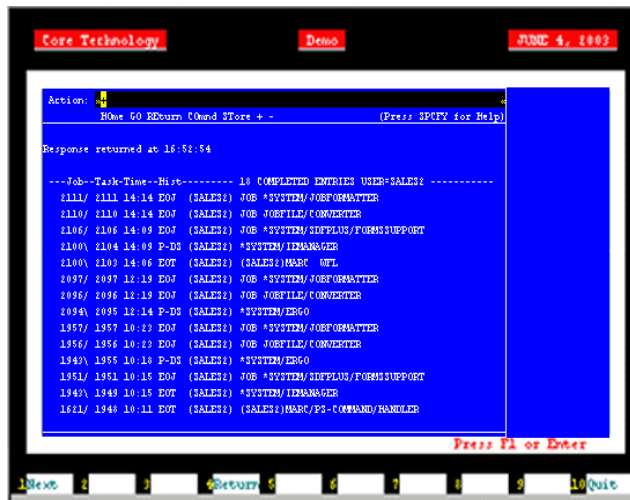 Core Technology Demo JUNE 4, 2003
Action: »+ «
HOme GO REturn COmnd STore + - (Press SPCFY for Help)
Response returned at 16:52:54
---Job--Task-Time--Hist--------- 18 COMPLETED ENTRIES USER=SALES2 -----------
2111/ 2111 14:14 EOJ (SALES2) JOB *SYSTEM/JOBFORMATTER
2110/ 2110 14:14 EOJ (SALES2) JOB JOBFILE/CONVERTER
2106/ 2106 14:09 EOJ (SALES2) JOB *SYSTEM/SDFPLUS/FORMSSUPPORT
2100\ 2104 14:09 P-DS (SALES2) *SYSTEM/IEMANAGER
2100\ 2103 14:06 EOT (SALES2) (SALES2)MARC WFL
2097/ 2097 12:19 EOJ (SALES2) JOB *SYSTEM/JOBFORMATTER
2096/ 2096 12:19 EOJ (SALES2) JOB JOBFILE/CONVERTER
2094\ 2095 12:14 P-DS (SALES2) *SYSTEM/ERGO
1957/ 1957 10:23 EOJ (SALES2) JOB *SYSTEM/JOBFORMATTER
1956/ 1956 10:23 EOJ (SALES2) JOB JOBFILE/CONVERTER
1943\ 1955 10:18 P-DS (SALES2) *SYSTEM/ERGO
1951/ 1951 10:15 EOJ (SALES2) JOB *SYSTEM/SDFPLUS/FORMSSUPPORT
1943\ 1949 10:15 EOT (SALES2) *SYSTEM/IEMANAGER
1621/ 1948 10:11 EOT (SALES2) (SALES2)MARC/PS-COMMAND/HANDLER
Press F1 or Enter
1Next 2 3 4Return 5 6 7 8 9 10Quit